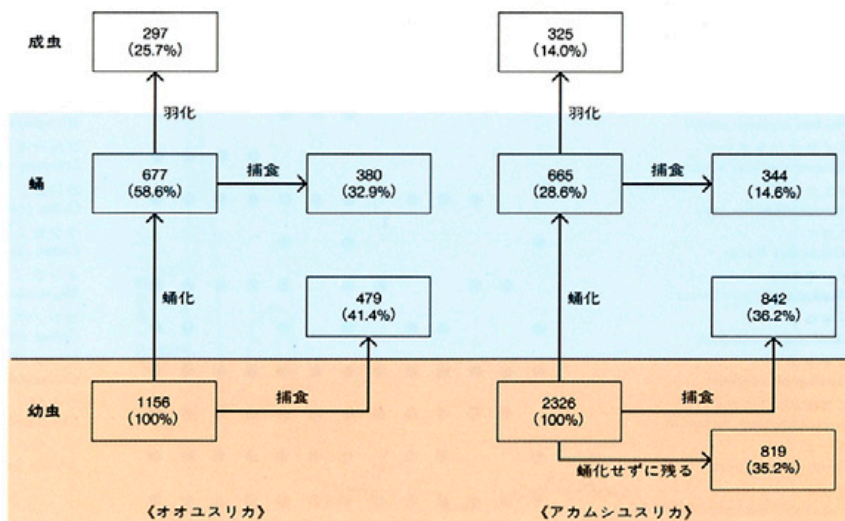 成虫
297
(25.7%)
325
(14.0%)
羽化
羽化
蛹
677
(58.6%)
捕食
380
(32.9%)
665
(28.6%)
捕食
344
(14.6%)
蛹化
479
(41.4%)
蛹化
842
(36.2%)
幼虫
1156
(100%)
捕食
2326
(100%)
捕食
蛹化せずに残る
819
(35.2%)
《オオユスリカ》
《アカムシユスリカ》